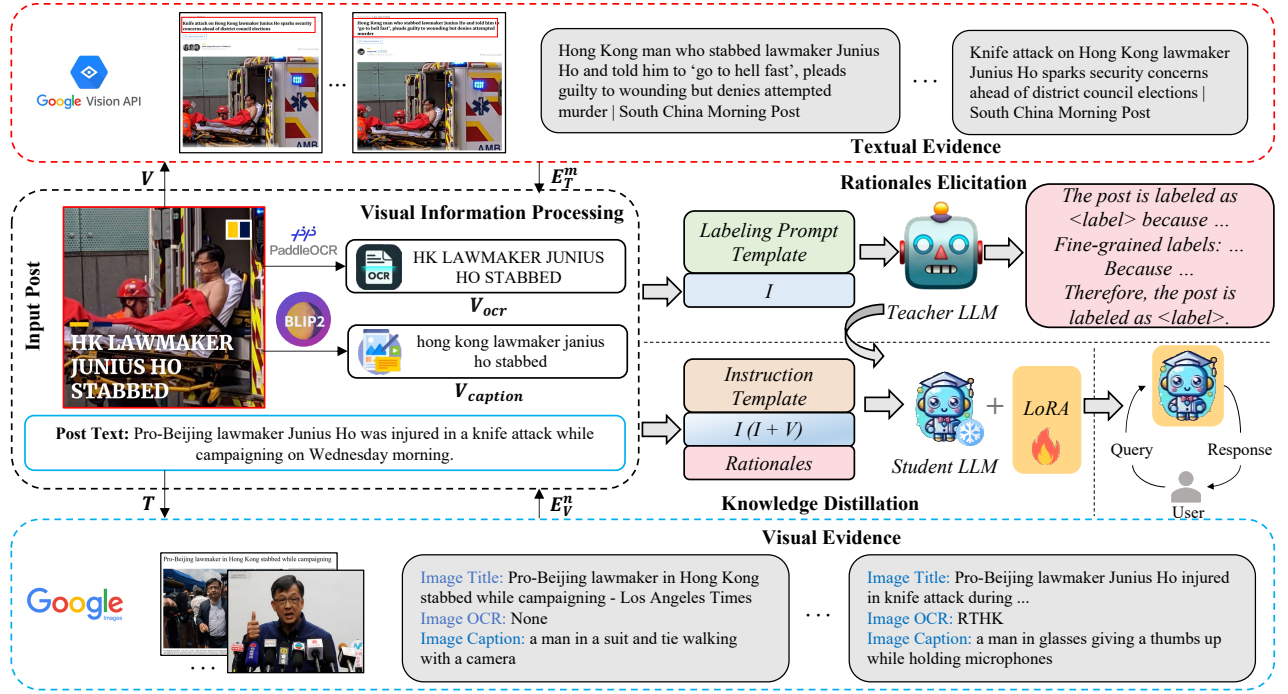 Knife attack on Hong Kong lawmaker Junius Ho sparks security
concerns ahead of district council elections
Hong Kong man who stabbed lawmaker Junius Ho and told him to
'go to hell fast', pleads guilty to wounding but denies attempted
murder
AMB
AMB
Google Vision API
...
Hong Kong man who stabbed lawmaker Junius
Ho and told him to ‘go to hell fast’, pleads
guilty to wounding but denies attempted
murder | South China Morning Post
...
Knife attack on Hong Kong lawmaker
Junius Ho sparks security concerns
ahead of district council elections |
South China Morning Post
Textual Evidence
V
E_T^m
Input Post
Visual Information Processing
HK LAWMAKER
JUNIUS HO
STABBED
PaddleOCR
OCR
HK LAWMAKER JUNIUS
HO STABBED
V_ocr
BLIP2
hong kong lawmaker janius
ho stabbed
V_caption
Post Text: Pro-Beijing lawmaker Junius Ho was injured in a knife attack while
campaigning on Wednesday morning.
T
E_V^n
Rationales Elicitation
Labeling Prompt
Template
I
Teacher LLM
The post is labeled as
<label> because …
Fine-grained labels: …
Because …
Therefore, the post is
labeled as <label>.
Instruction
Template
I (I + V)
Rationales
Student LLM
+
LoRA
Query
Response
User
Knowledge Distillation
Visual Evidence
Google
Images
Pro-Beijing lawmaker in Hong Kong stabbed while campaigning
...
Image Title: Pro-Beijing lawmaker in Hong Kong
stabbed while campaigning - Los Angeles Times
Image OCR: None
Image Caption: a man in a suit and tie walking
with a camera
...
Image Title: Pro-Beijing lawmaker Junius Ho injured
in knife attack during ...
Image OCR: RTHK
Image Caption: a man in glasses giving a thumbs up
while holding microphones